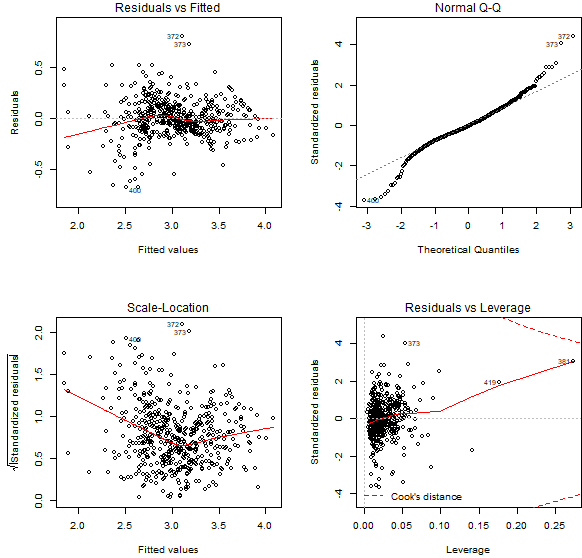 Residuals vs Fitted
Residuals
0.5
0.0
-0.5
372
373
400
2.0 2.5 3.0 3.5 4.0
Fitted values
Normal Q-Q
Standardized residuals
4
2
0
-2
-4
372
373
400
-3 -2 -1 0 1 2 3
Theoretical Quantiles
Scale-Location
√|Standardized residuals|
2.0
1.5
1.0
0.5
0.0
372
373
400
2.0 2.5 3.0 3.5 4.0
Fitted values
Residuals vs Leverage
Standardized residuals
4
2
0
-2
-4
373
419
381
Cook's distance
0.00 0.05 0.10 0.15 0.20 0.25
Leverage